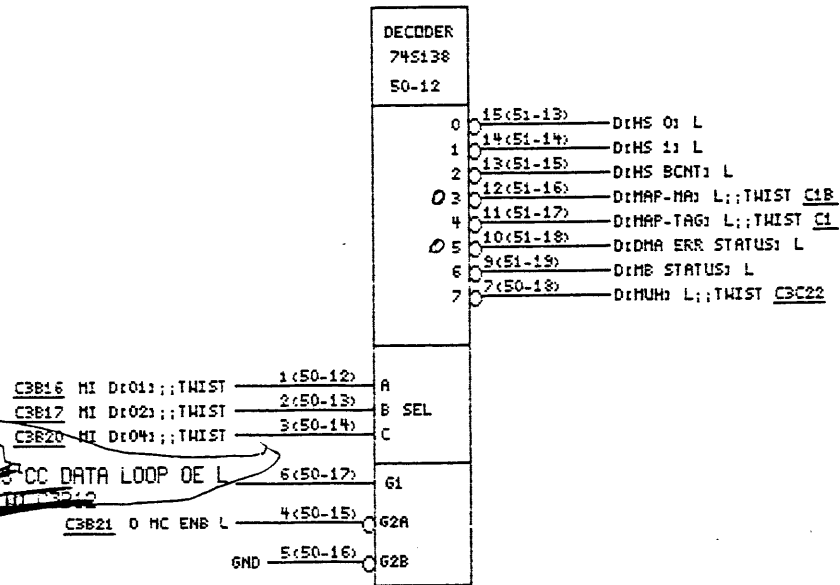 DECODER
74S138
50-12
0 15(51-13) D[HS 0] L
1 14(51-14) D[HS 1] L
2 13(51-15) D[HS BCNT] L
0 3 12(51-16) D[MAP-MA] L;;TWIST C1B
4 11(51-17) D[MAP-TAG] L;;TWIST C1
0 5 10(51-18) D[DMA ERR STATUS] L
6 9(51-19) D[MB STATUS] L
7 7(50-18) D[MUH] L;;TWIST C3C22
C3B16 MI D[01];;TWIST 1(50-12) A
C3B17 MI D[02];;TWIST 2(50-13) B SEL
C3B20 MI D[04];;TWIST 3(50-14) C
CC DATA LOOP OE L 6(50-17) G1
C3B21 D MC ENB L 4(50-15) G2A
GND 5(50-16) G2B